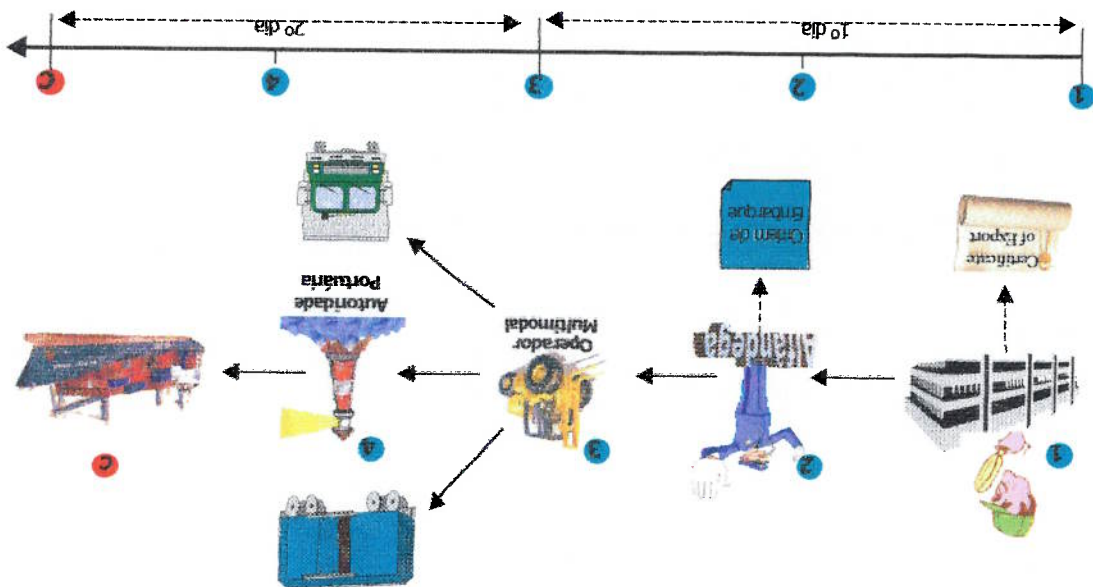 1
2
3
4
C
Alfandega
Operador
Multimodal
Autoridade
Portuária
Certificate
of Export
Ordem de
Embarque
1
2
3
4
C
1º dia
2º dia